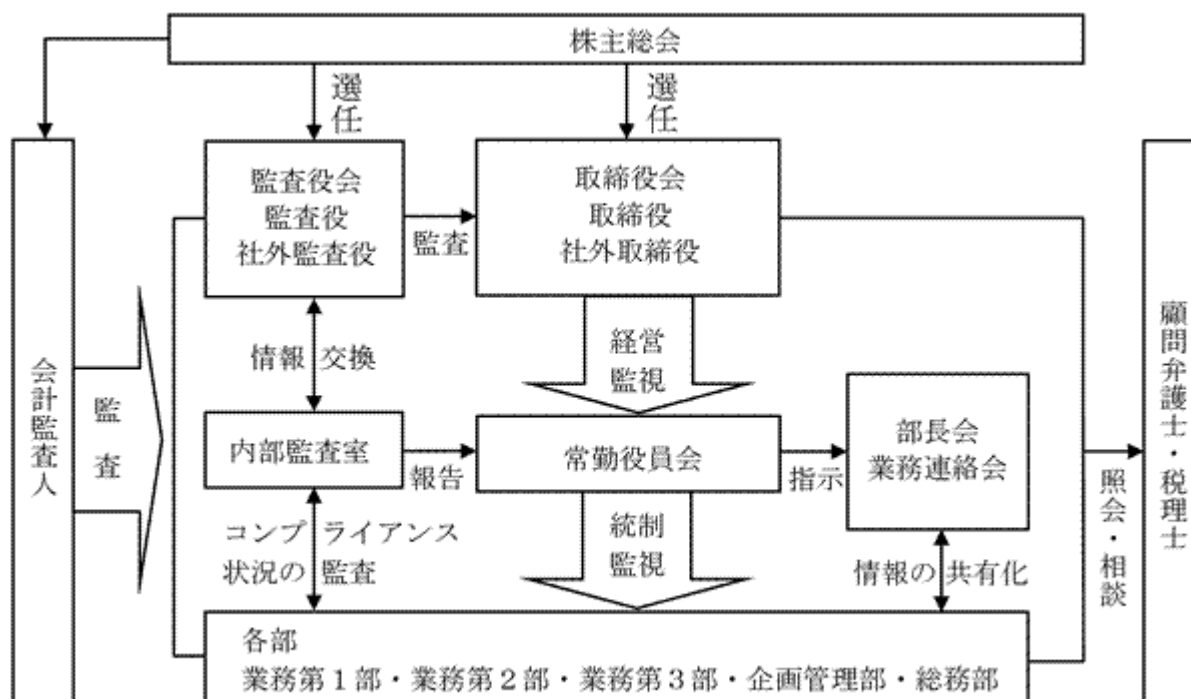 株主総会
選任
選任
監査役会
監査役
社外監査役
監査
取締役会
取締役
社外取締役
会計監査人
監査
情報交換
経営
監視
内部監査室
報告
常勤役員会
指示
部長会
業務連絡会
顧問弁護士・税理士
照会・相談
コンプライアンス
状況の監査
統制
監視
情報の共有化
各部
業務第1部・業務第2部・業務第3部・企画管理部・総務部